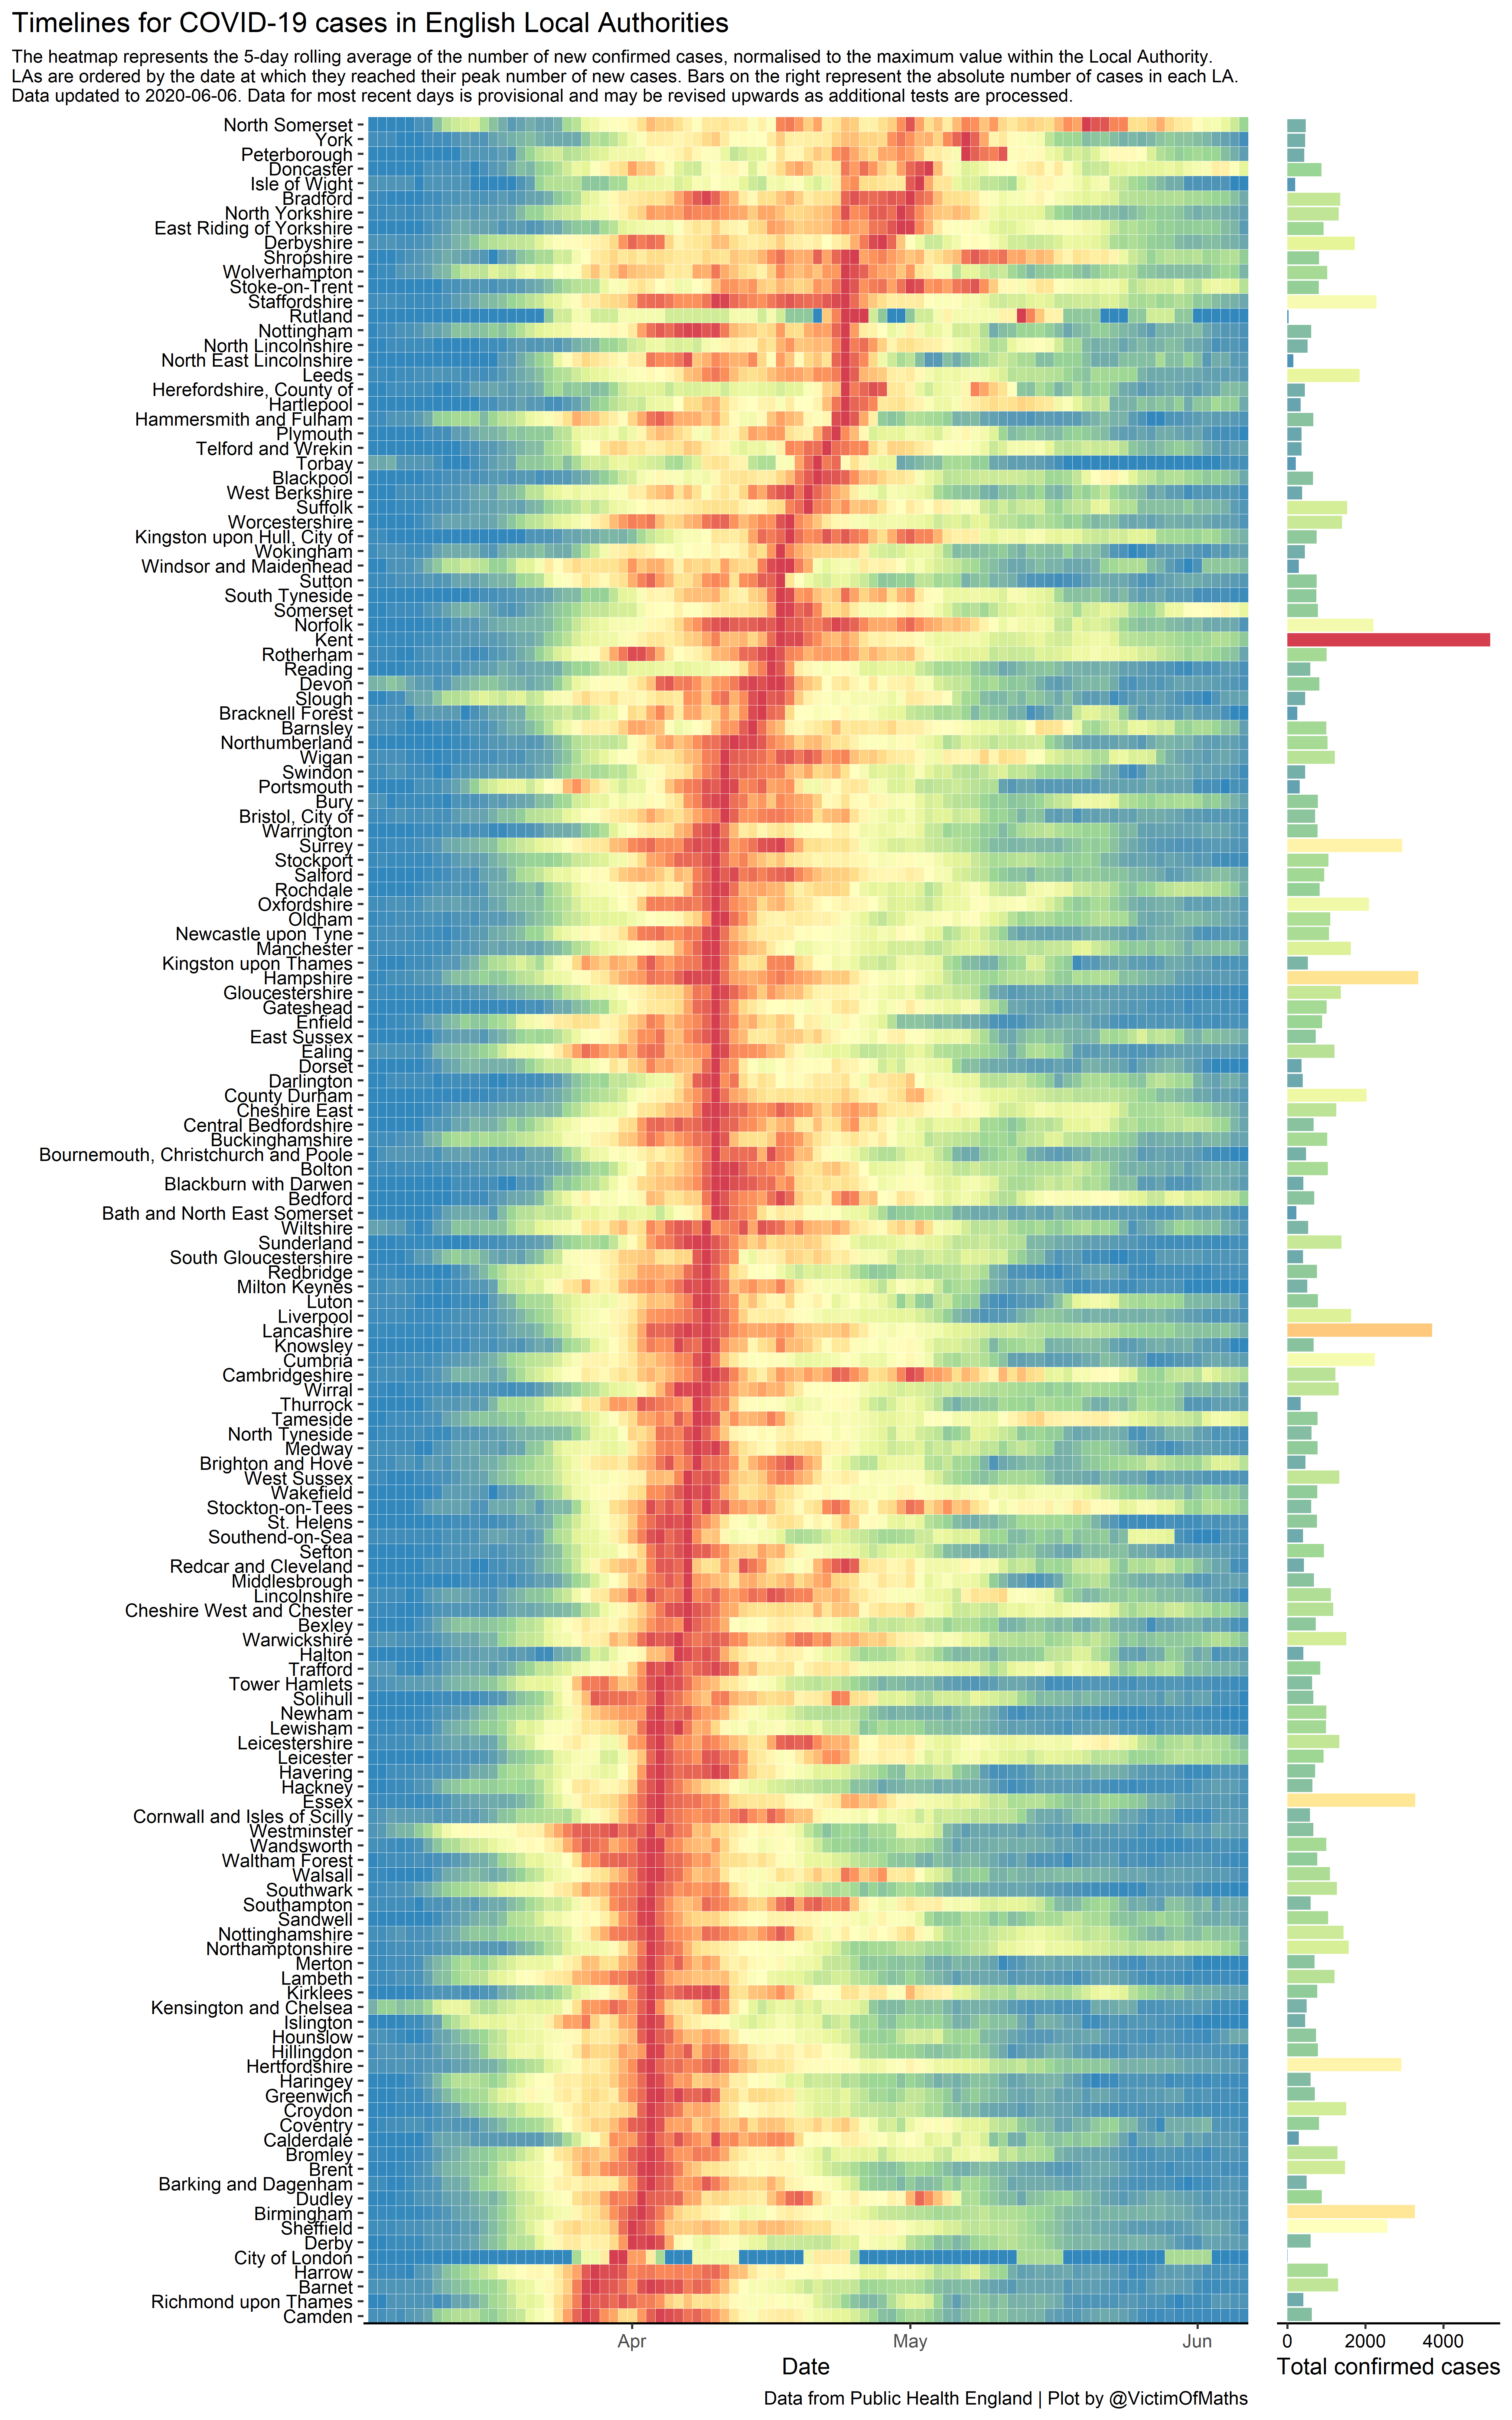 Timelines for COVID-19 cases in English Local Authorities
The heatmap represents the 5-day rolling average of the number of new confirmed cases, normalised to the maximum value within the Local Authority.
LAs are ordered by the date at which they reached their peak number of new cases. Bars on the right represent the absolute number of cases in each LA.
Data updated to 2020-06-06. Data for most recent days is provisional and may be revised upwards as additional tests are processed.
North Somerset
York
Peterborough
Doncaster
Isle of Wight
Bradford
North Yorkshire
East Riding of Yorkshire
Derbyshire
Shropshire
Wolverhampton
Stoke-on-Trent
Staffordshire
Rutland
Nottingham
North Lincolnshire
North East Lincolnshire
Leeds
Herefordshire, County of
Hartlepool
Hammersmith and Fulham
Plymouth
Telford and Wrekin
Torbay
Blackpool
West Berkshire
Suffolk
Worcestershire
Kingston upon Hull, City of
Wokingham
Windsor and Maidenhead
Sutton
South Tyneside
Somerset
Norfolk
Kent
Rotherham
Reading
Devon
Slough
Bracknell Forest
Barnsley
Northumberland
Wigan
Swindon
Portsmouth
Bury
Bristol, City of
Warrington
Surrey
Stockport
Salford
Rochdale
Oxfordshire
Oldham
Newcastle upon Tyne
Manchester
Kingston upon Thames
Hampshire
Gloucestershire
Gateshead
Enfield
East Sussex
Ealing
Dorset
Darlington
County Durham
Cheshire East
Central Bedfordshire
Buckinghamshire
Bournemouth, Christchurch and Poole
Bolton
Blackburn with Darwen
Bedford
Bath and North East Somerset
Wiltshire
Sunderland
South Gloucestershire
Redbridge
Milton Keynes
Luton
Liverpool
Lancashire
Knowsley
Cumbria
Cambridgeshire
Wirral
Thurrock
Tameside
North Tyneside
Medway
Brighton and Hove
West Sussex
Wakefield
Stockton-on-Tees
St. Helens
Southend-on-Sea
Sefton
Redcar and Cleveland
Middlesbrough
Lincolnshire
Cheshire West and Chester
Bexley
Warwickshire
Halton
Trafford
Tower Hamlets
Solihull
Newham
Lewisham
Leicestershire
Leicester
Havering
Hackney
Essex
Cornwall and Isles of Scilly
Westminster
Wandsworth
Waltham Forest
Walsall
Southwark
Southampton
Sandwell
Nottinghamshire
Northamptonshire
Merton
Lambeth
Kirklees
Kensington and Chelsea
Islington
Hounslow
Hillingdon
Hertfordshire
Haringey
Greenwich
Croydon
Coventry
Calderdale
Bromley
Brent
Barking and Dagenham
Dudley
Birmingham
Sheffield
Derby
City of London
Harrow
Barnet
Richmond upon Thames
Camden
Apr May Jun
Date
0 2000 4000
Total confirmed cases
Data from Public Health England | Plot by @VictimOfMaths